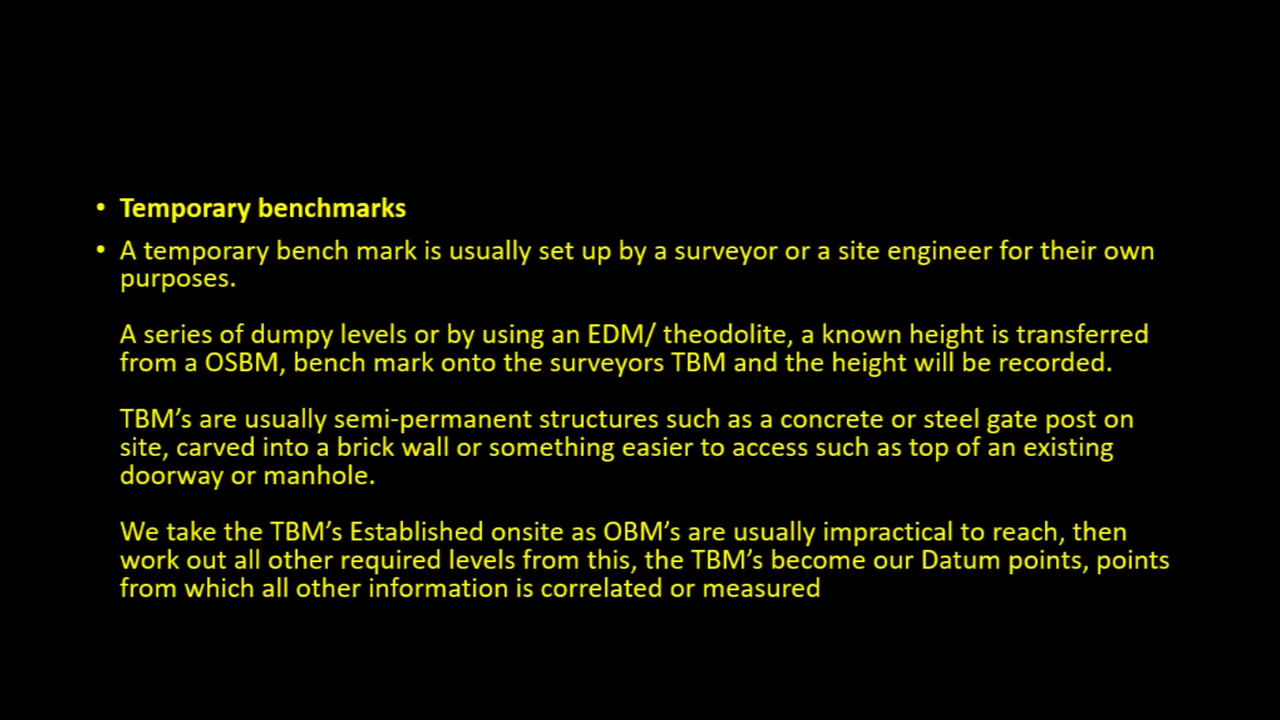 • Temporary benchmarks
• A temporary bench mark is usually set up by a surveyor or a site engineer for their own
purposes.
A series of dumpy levels or by using an EDM/ theodolite, a known height is transferred
from a OSBM, bench mark onto the surveyors TBM and the height will be recorded.
TBM’s are usually semi-permanent structures such as a concrete or steel gate post on
site, carved into a brick wall or something easier to access such as top of an existing
doorway or manhole.
We take the TBM’s Established onsite as OBM’s are usually impractical to reach, then
work out all other required levels from this, the TBM’s become our Datum points, points
from which all other information is correlated or measured